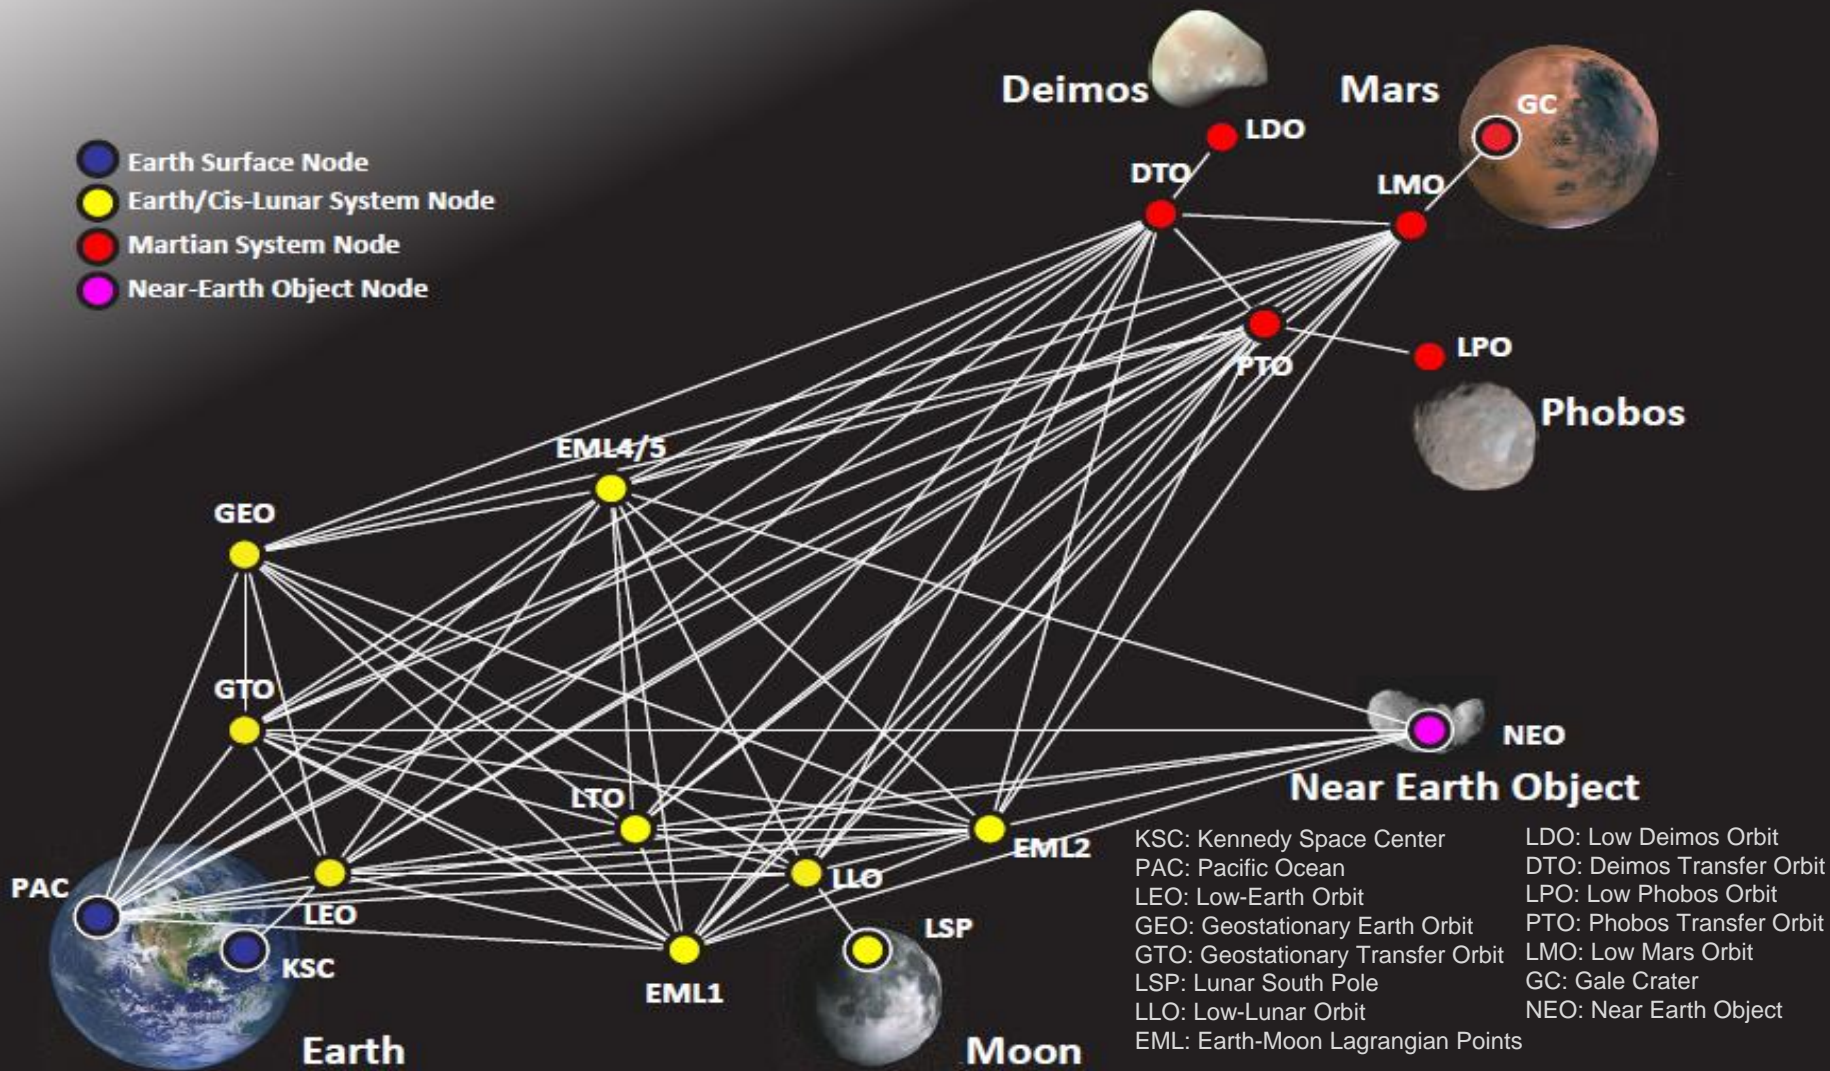 Deimos
Mars
GC
LDO
Earth Surface Node
DTO
LMO
Earth/Cis-Lunar System Node
Martian System Node
Near-Earth Object Node
LPO
PTO
Phobos
EML4/5
GEO
GTO
NEO
Near Earth Object
LTO
EML2
LLO
PAC
LEO
LSP
KSC
EML1
Earth
Moon
KSC: Kennedy Space Center
PAC: Pacific Ocean
LEO: Low-Earth Orbit
GEO: Geostationary Earth Orbit
GTO: Geostationary Transfer Orbit
LSP: Lunar South Pole
LLO: Low-Lunar Orbit
EML: Earth-Moon Lagrangian Points
LDO: Low Deimos Orbit
DTO: Deimos Transfer Orbit
LPO: Low Phobos Orbit
PTO: Phobos Transfer Orbit
LMO: Low Mars Orbit
GC: Gale Crater
NEO: Near Earth Object